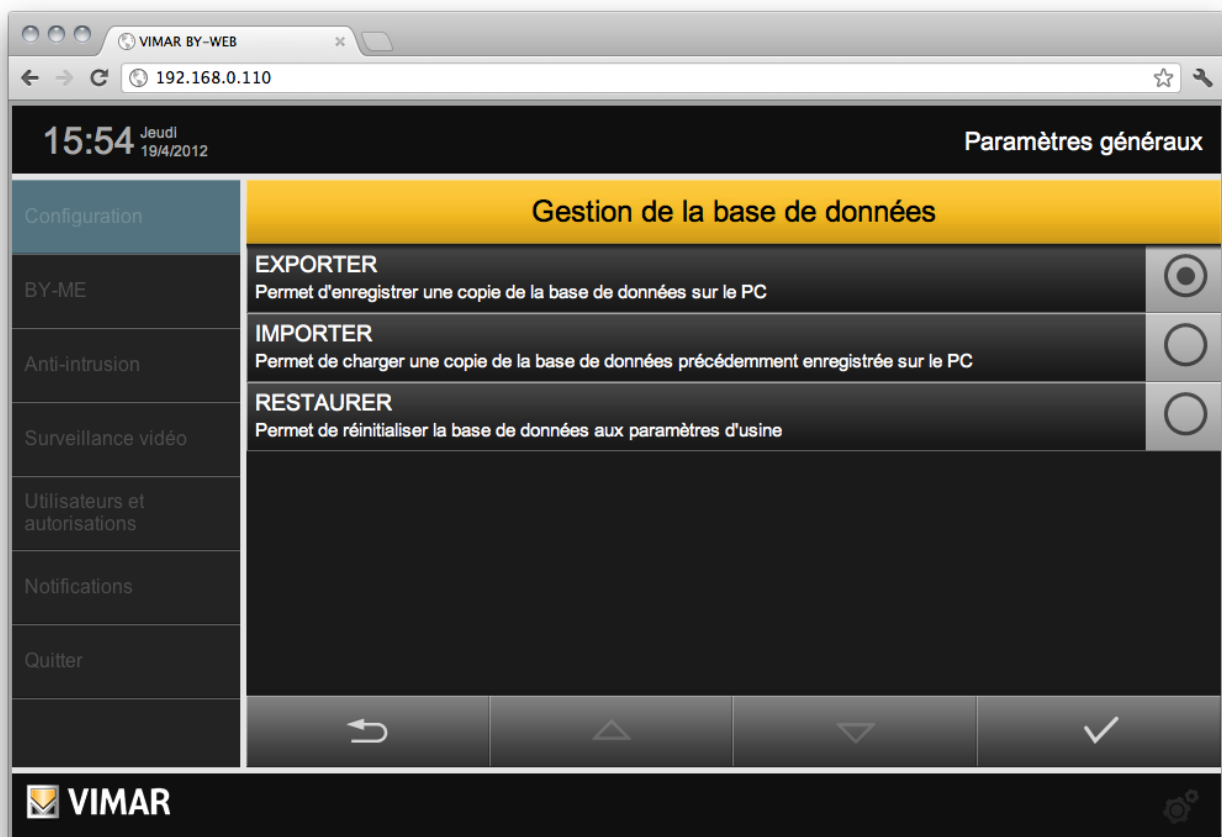 VIMAR BY-WEB
192.168.0.110
15:54 Jeudi
19/4/2012
Paramètres généraux
Configuration
BY-ME
Anti-intrusion
Surveillance vidéo
Utilisateurs et
autorisations
Notifications
Quitter
Gestion de la base de données
EXPORTER
Permet d'enregistrer une copie de la base de données sur le PC
IMPORTER
Permet de charger une copie de la base de données précédemment enregistrée sur le PC
RESTAURER
Permet de réinitialiser la base de données aux paramètres d'usine
VIMAR